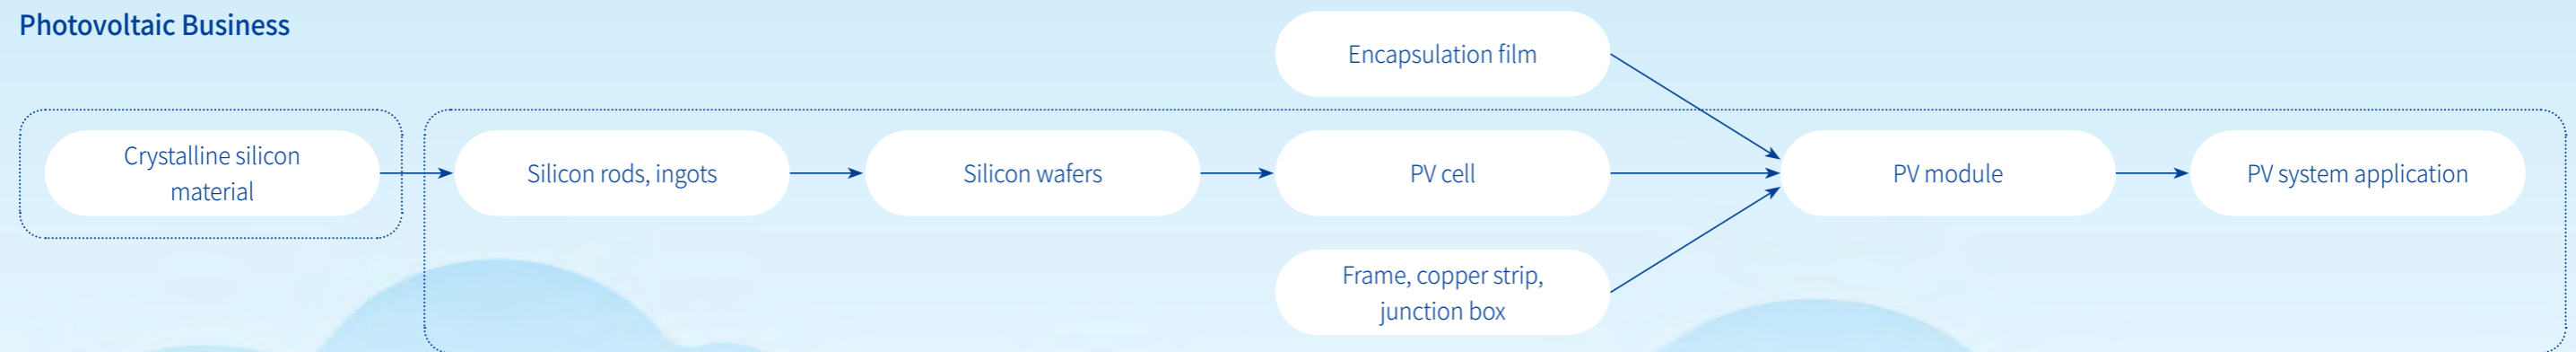 Photovoltaic Business
Encapsulation film
Crystalline silicon
material
Silicon rods, ingots
Silicon wafers
PV cell
PV module
PV system application
Frame, copper strip,
junction box